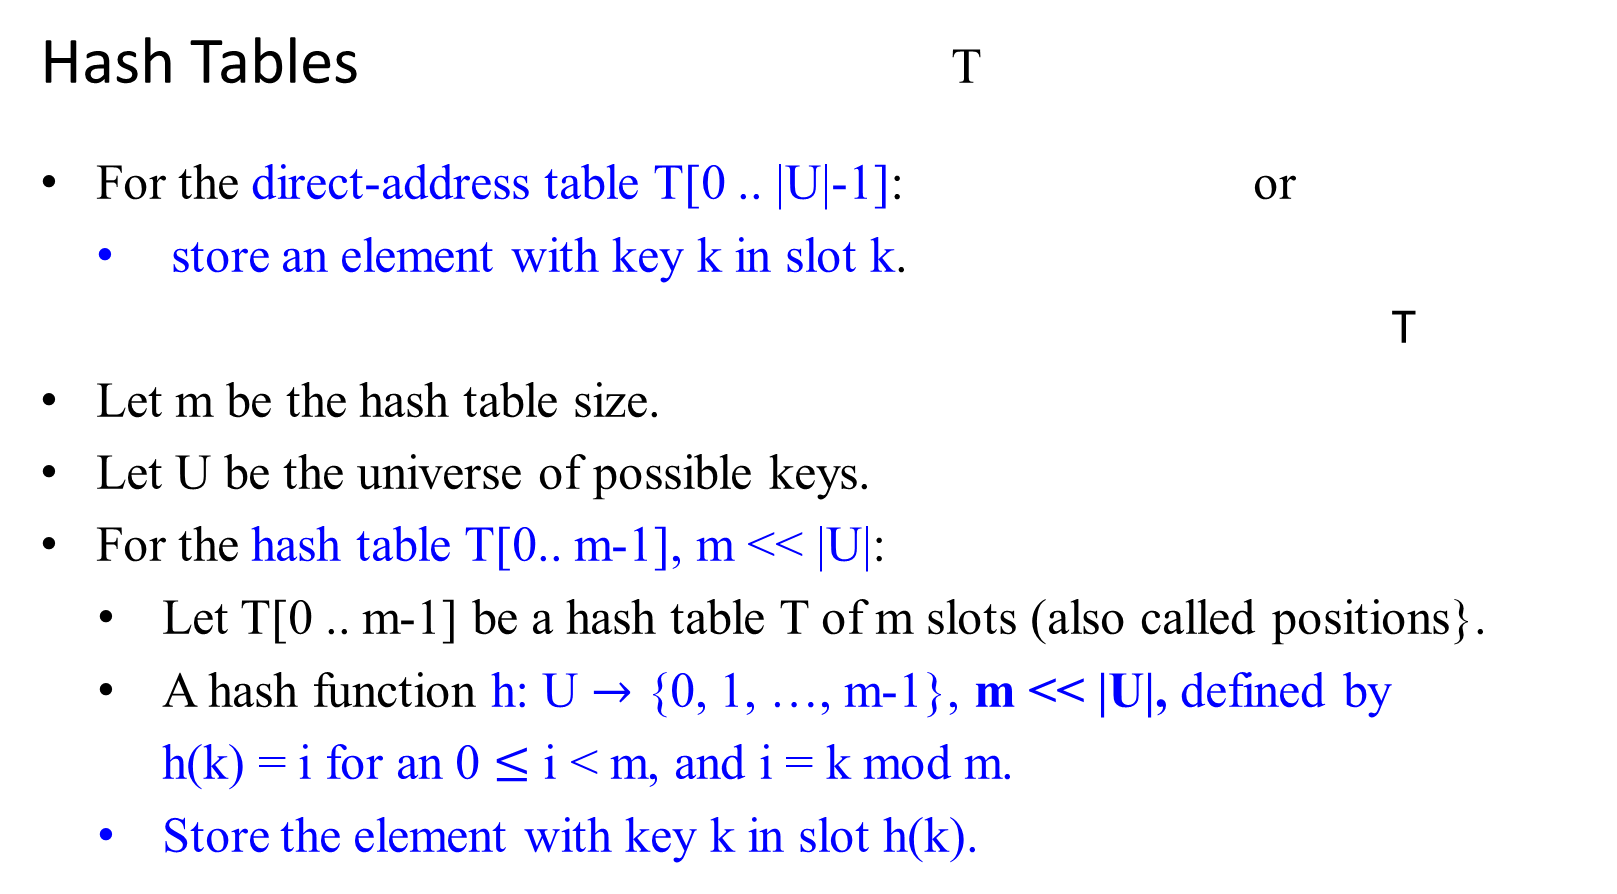 Hash Tables
T
• For the direct-address table T[0 .. |U|-1]:
or
• store an element with key k in slot k.
T
• Let m be the hash table size.
• Let U be the universe of possible keys.
• For the hash table T[0.. m-1], m << |U|:
• Let T[0 .. m-1] be a hash table T of m slots (also called positions}.
• A hash function h: U → {0, 1, …, m-1}, m << |U|, defined by
h(k) = i for an 0 ≤ i < m, and i = k mod m.
• Store the element with key k in slot h(k).